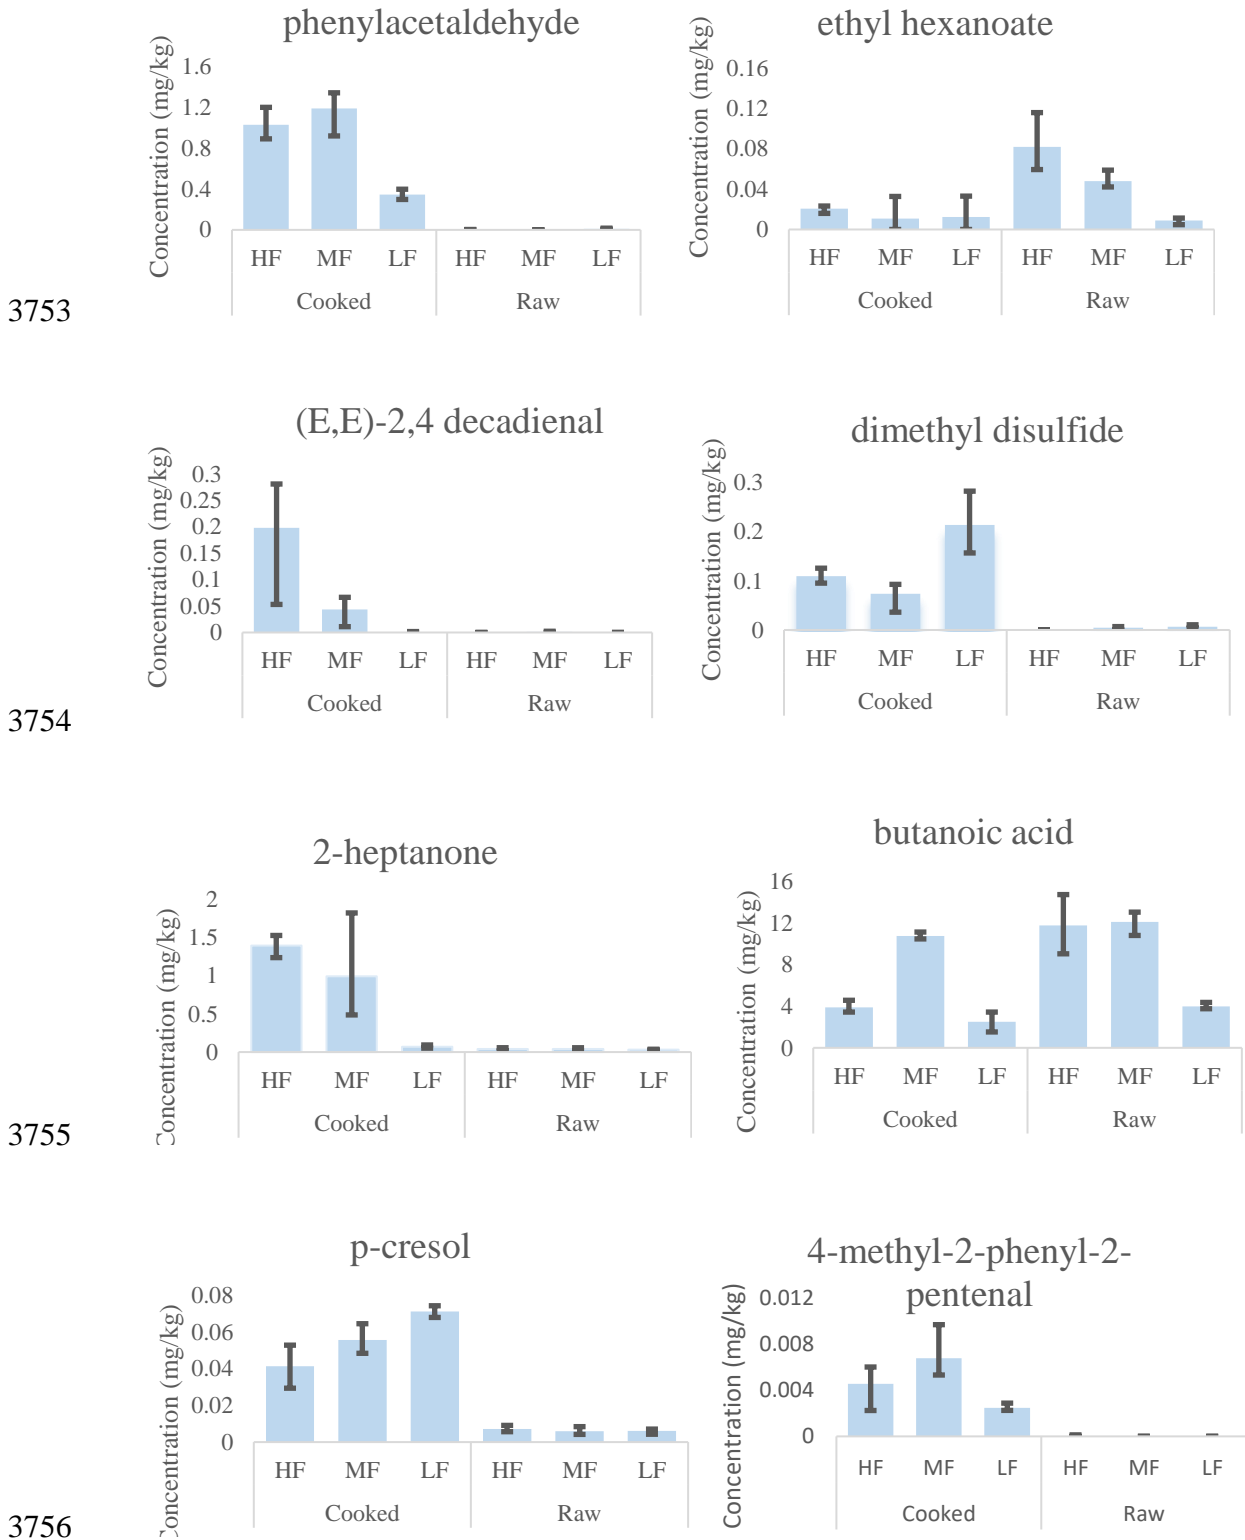 phenylacetaldehyde
Concentration (mg/kg)
1.6
1.2
0.8
0.4
0
HF MF LF HF MF LF
Cooked Raw
ethyl hexanoate
Concentration (mg/kg)
0.16
0.12
0.08
0.04
0
HF MF LF HF MF LF
Cooked Raw
3753
(E,E)-2,4 decadienal
Concentration (mg/kg)
0.3
0.25
0.2
0.15
0.1
0.05
0
HF MF LF HF MF LF
Cooked Raw
dimethyl disulfide
Concentration (mg/kg)
0.3
0.2
0.1
0
HF MF LF HF MF LF
Cooked Raw
3754
2-heptanone
Concentration (mg/kg)
2
1.5
1
0.5
0
HF MF LF HF MF LF
Cooked Raw
butanoic acid
Concentration (mg/kg)
16
12
8
4
0
HF MF LF HF MF LF
Cooked Raw
3755
p-cresol
Concentration (mg/kg)
0.08
0.06
0.04
0.02
0
HF MF LF HF MF LF
Cooked Raw
4-methyl-2-phenyl-2-
pentenal
Concentration (mg/kg)
0.012
0.008
0.004
0
HF MF LF HF MF LF
Cooked Raw
3756